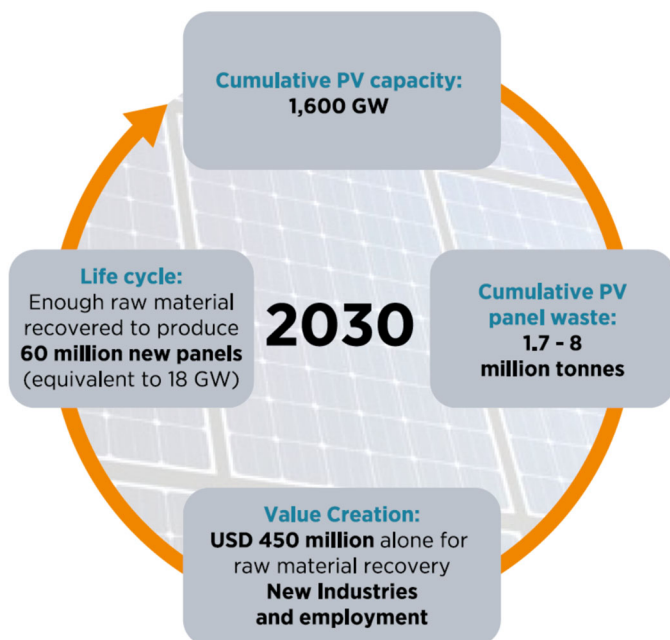 Cumulative PV capacity:
1,600 GW
Life cycle:
Enough raw material
recovered to produce
60 million new panels
(equivalent to 18 GW)
2030
Cumulative PV
panel waste:
1.7 - 8
million tonnes
Value Creation:
USD 450 million alone for
raw material recovery
New Industries
and employment